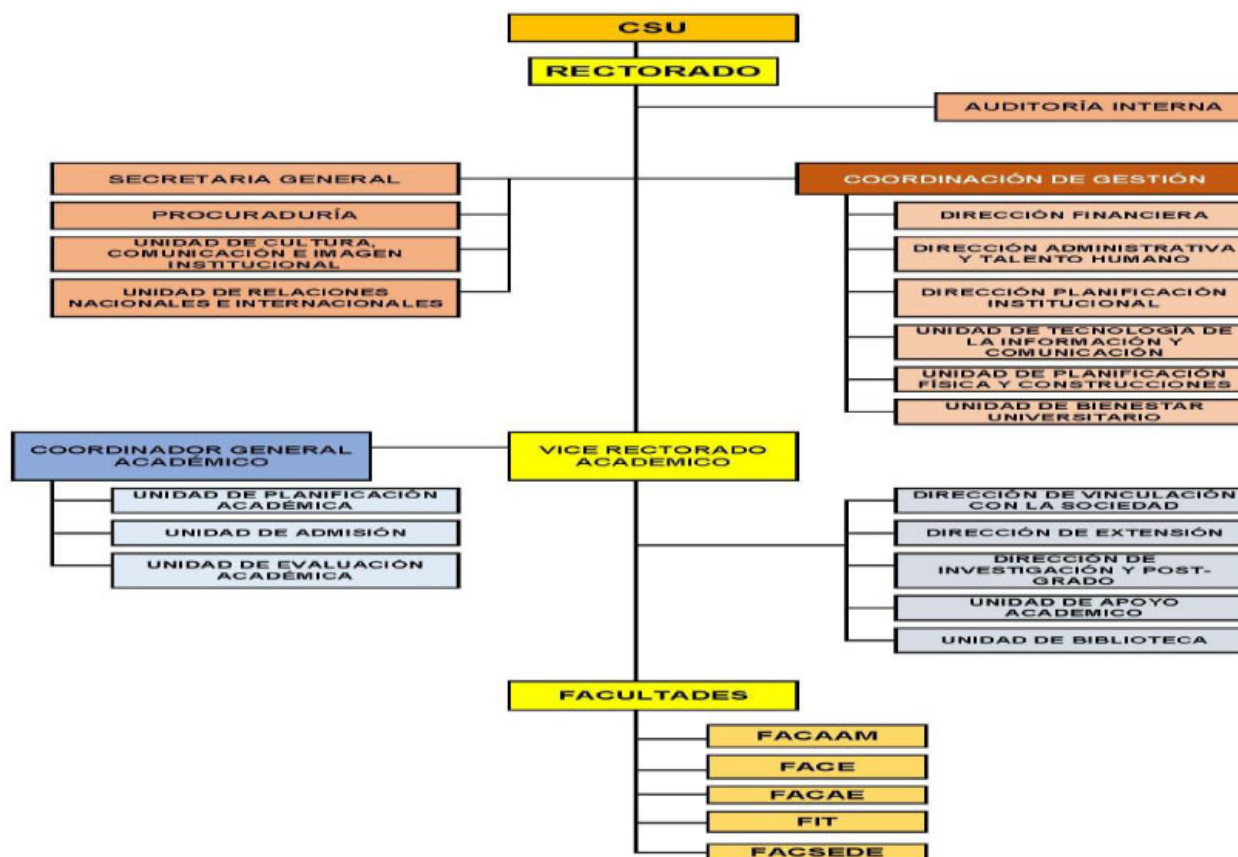 CSU
RECTORADO
AUDITORÍA INTERNA
SECRETARIA GENERAL
PROCURADURÍA
UNIDAD DE CULTURA,
COMUNICACIÓN E IMAGEN
INSTITUCIONAL
UNIDAD DE RELACIONES
NACIONALES E INTERNACIONALES
COORDINACIÓN DE GESTIÓN
DIRECCIÓN FINANCIERA
DIRECCIÓN ADMINISTRATIVA
Y TALENTO HUMANO
DIRECCIÓN PLANIFICACIÓN
INSTITUCIONAL
UNIDAD DE TECNOLOGÍA DE
LA INFORMACIÓN Y
COMUNICACIÓN
UNIDAD DE PLANIFICACIÓN
FÍSICA Y CONSTRUCCIONES
UNIDAD DE BIENESTAR
UNIVERSITARIO
COORDINADOR GENERAL
ACADÉMICO
UNIDAD DE PLANIFICACIÓN
ACADÉMICA
UNIDAD DE ADMISIÓN
UNIDAD DE EVALUACIÓN
ACADÉMICA
VICE RECTORADO
ACADEMICO
DIRECCIÓN DE VINCULACIÓN
CON LA SOCIEDAD
DIRECCIÓN DE EXTENSIÓN
DIRECCIÓN DE
INVESTIGACIÓN Y POST-
GRADO
UNIDAD DE APOYO
ACADEMICO
UNIDAD DE BIBLIOTECA
FACULTADES
FACAAM
FACE
FACAE
FIT
FACSEDE